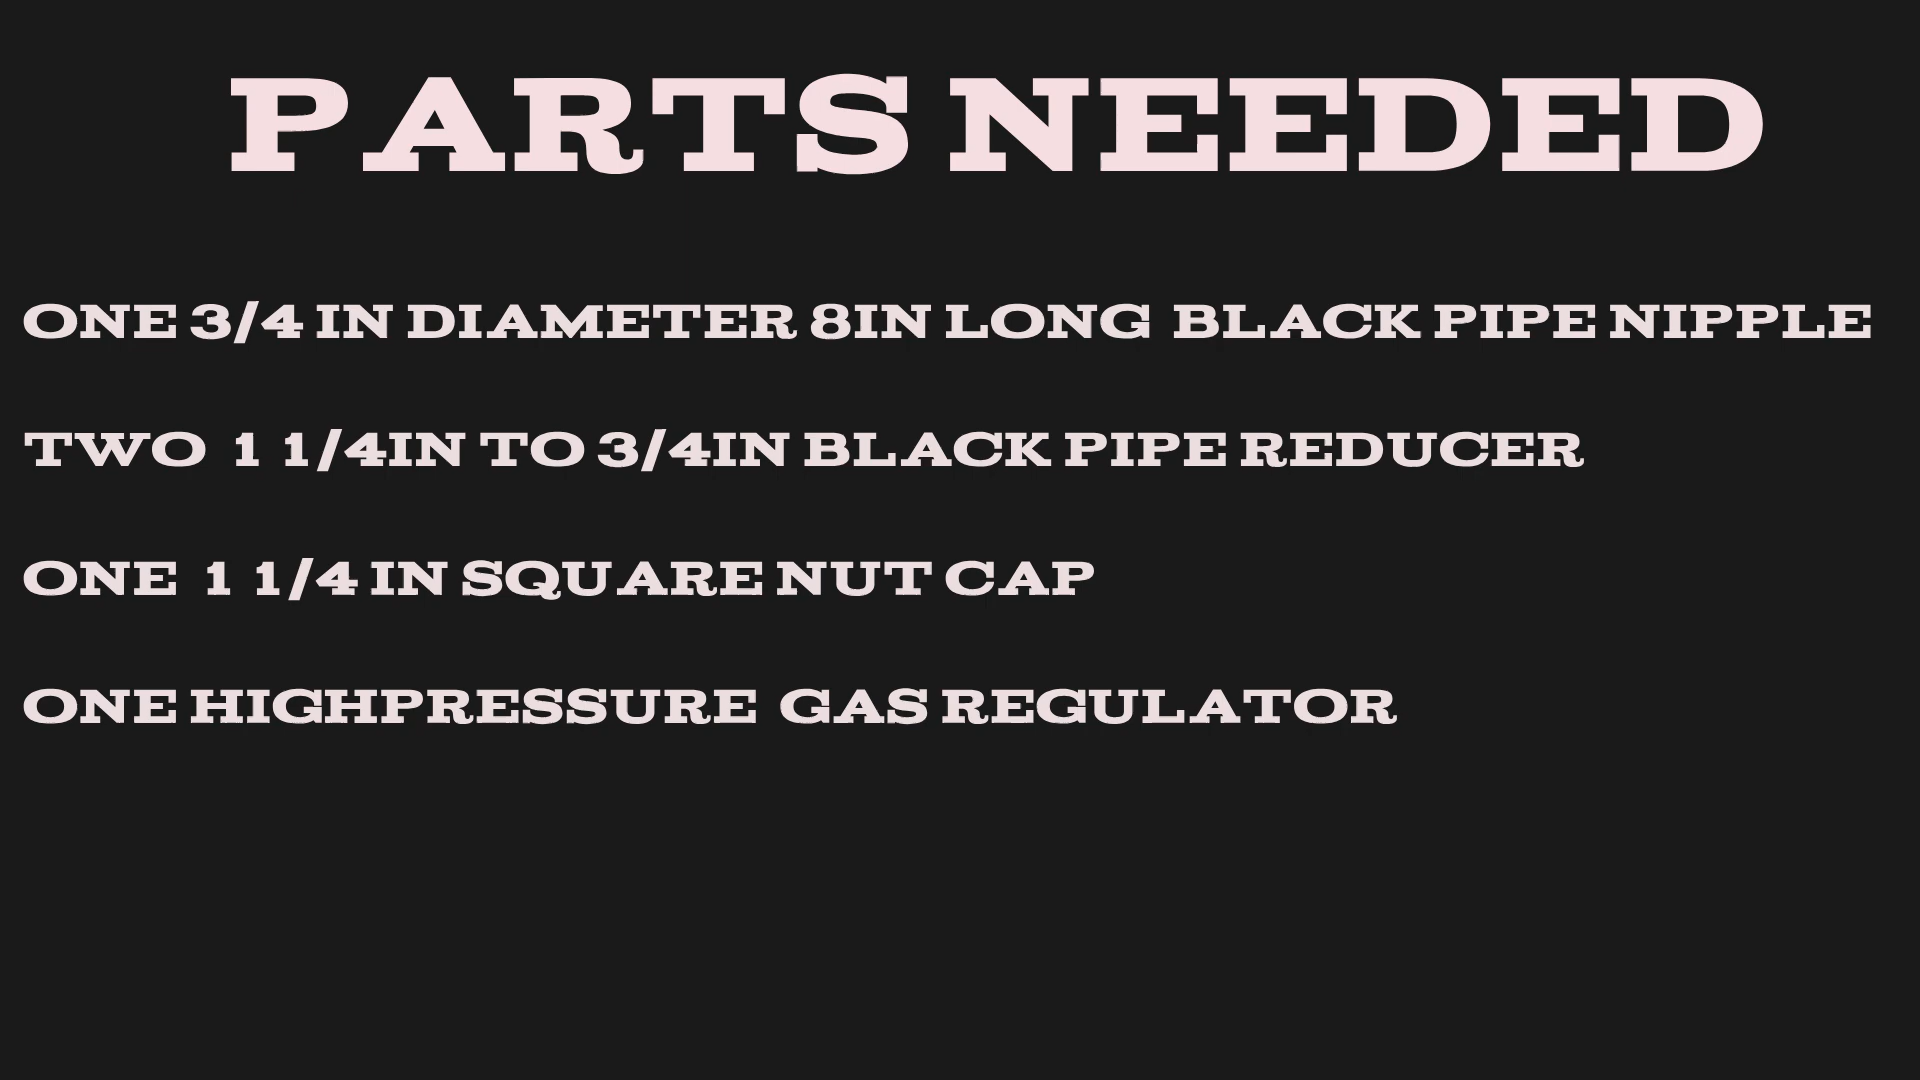 PARTS NEEDED
ONE 3/4 IN DIAMETER 8IN LONG BLACK PIPE NIPPLE
TWO 1 1/4IN TO 3/4IN BLACK PIPE REDUCER
ONE 1 1/4 IN SQUARE NUT CAP
ONE HIGHPRESSURE GAS REGULATOR